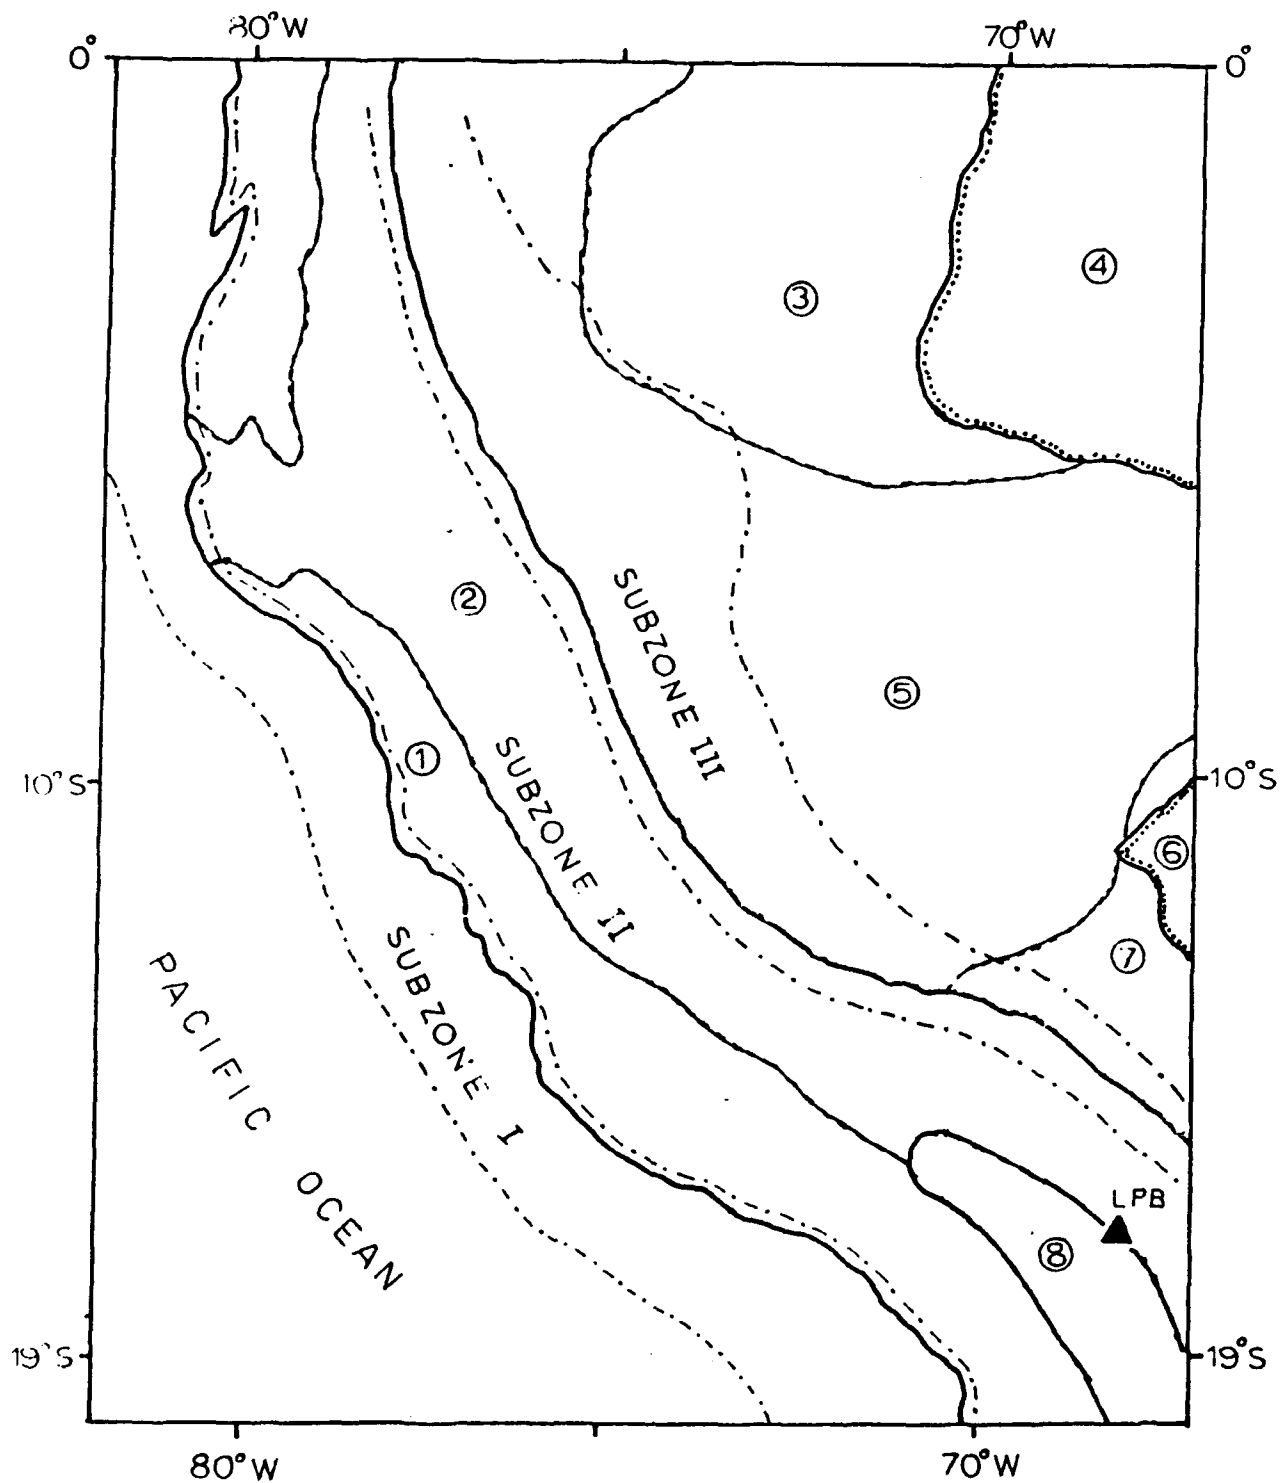 80°W
70°W
0°
0°
③
④
SUBZONE III
②
⑤
SUBZONE II
①
10°S
10°S
⑥
SUBZONE I
⑦
PACIFIC OCEAN
LPB
⑧
19°S
19°S
80°W
70°W